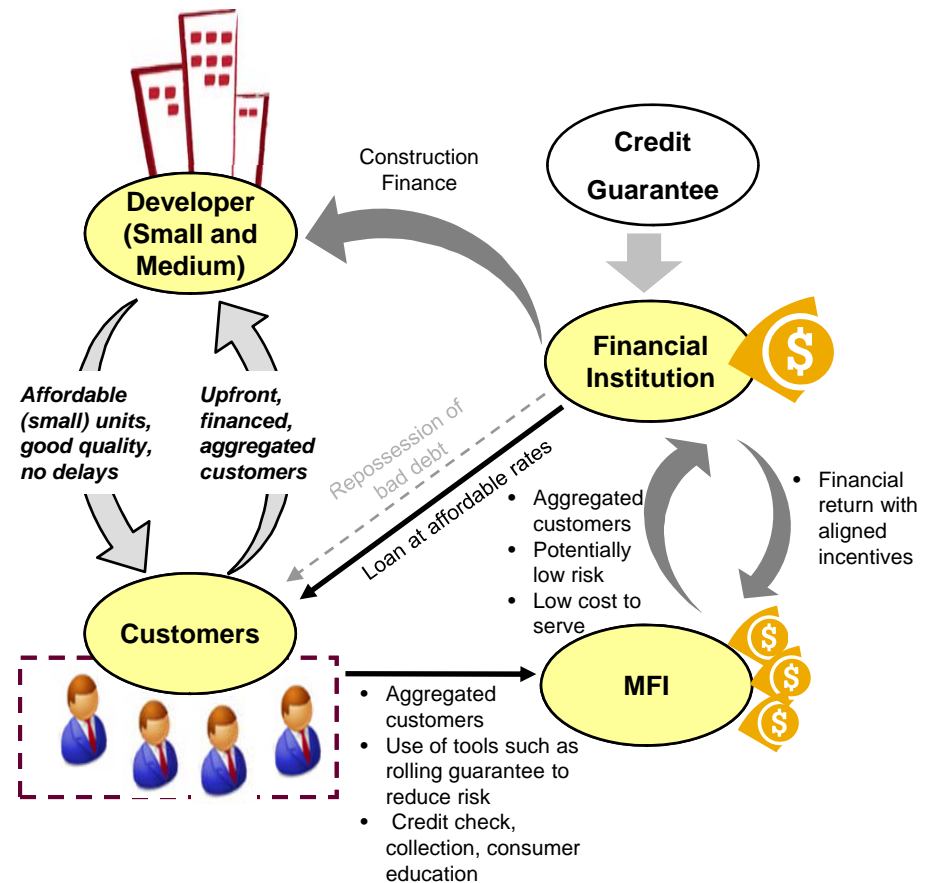 Construction
Finance
Credit
Guarantee
Developer
(Small and
Medium)
Financial
Institution
$
Affordable
(small) units,
good quality,
no delays
Upfront,
financed,
aggregated
customers
Repossession of
bad debt
Loan at affordable rates
• Aggregated
customers
• Potentially
low risk
• Low cost to
serve
• Financial
return with
aligned
incentives
Customers
MFI
$
$
$
• Aggregated
customers
• Use of tools such as
rolling guarantee to
reduce risk
• Credit check,
collection, consumer
education